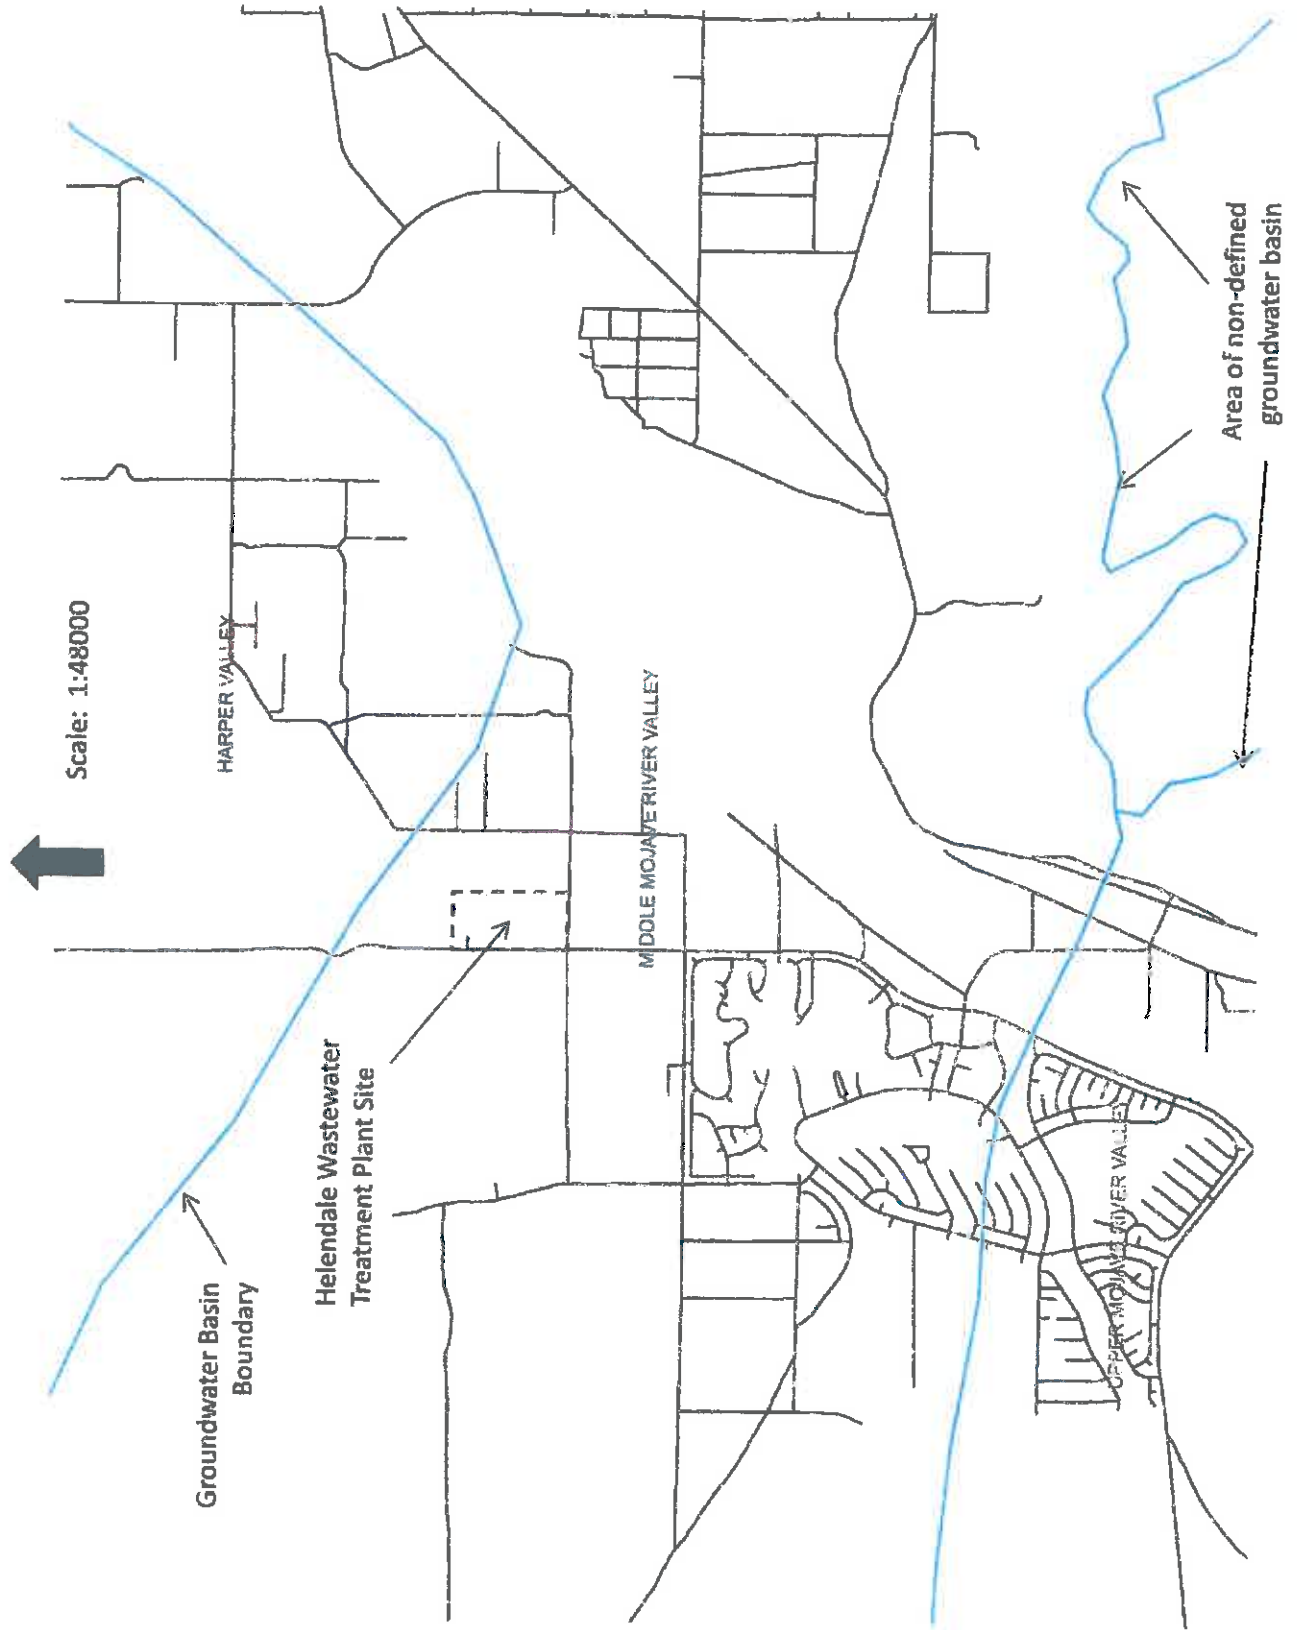 Scale: 1:48000
HARPER VALLEY
Groundwater Basin
Boundary
Helendale Wastewater
Treatment Plant Site
MIDDLE MOJAVE RIVER VALLEY
UPPER MOJAVE RIVER VALLEY
Area of non-defined
groundwater basin